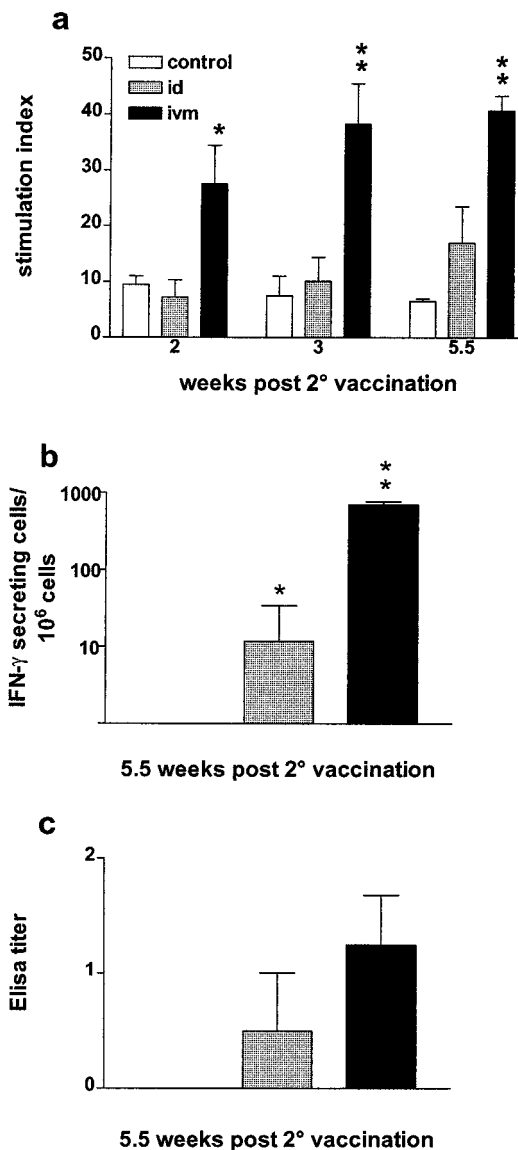 a
50
40
30
20
10
0
stimulation index
control
id
ivm
*
*
*
*
*
2
3
5.5
weeks post 2° vaccination
b
IFN-γ secreting cells/
10⁶ cells
1000
100
10
*
*
*
5.5 weeks post 2° vaccination
c
Elisa titer
2
1
0
5.5 weeks post 2° vaccination